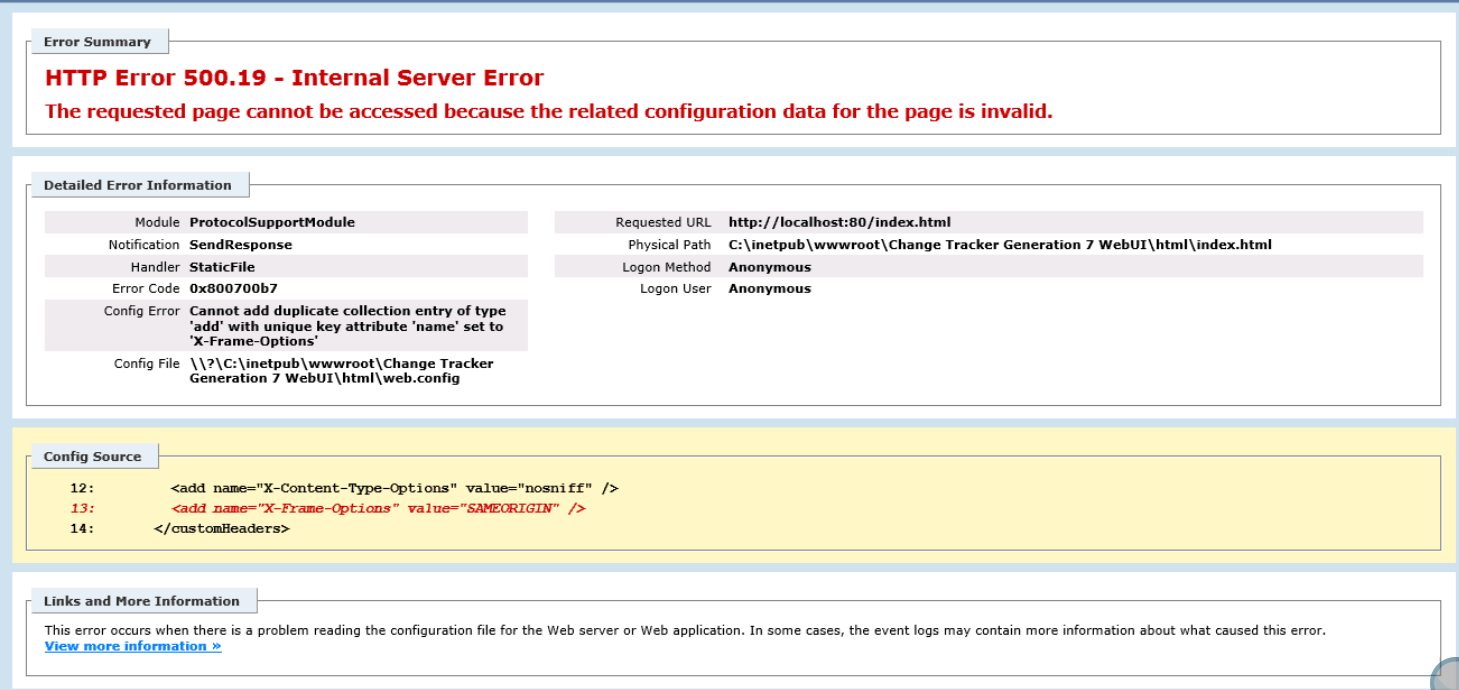 Error Summary
HTTP Error 500.19 - Internal Server Error
The requested page cannot be accessed because the related configuration data for the page is invalid.
Detailed Error Information
Module ProtocolSupportModule
Notification SendResponse
Handler StaticFile
Error Code 0x800700b7
Config Error Cannot add duplicate collection entry of type
'add' with unique key attribute 'name' set to
'X-Frame-Options'
Config File \\?\C:\inetpub\wwwroot\Change Tracker
Generation 7 WebUI\html\web.config
Requested URL http://localhost:80/index.html
Physical Path C:\inetpub\wwwroot\Change Tracker Generation 7 WebUI\html\index.html
Logon Method Anonymous
Logon User Anonymous
Config Source
12: <add name="X-Content-Type-Options" value="nosniff" />
13: <add name="X-Frame-Options" value="SAMEORIGIN" />
14: </customHeaders>
Links and More Information
This error occurs when there is a problem reading the configuration file for the Web server or Web application. In some cases, the event logs may contain more information about what caused this error.
View more information »